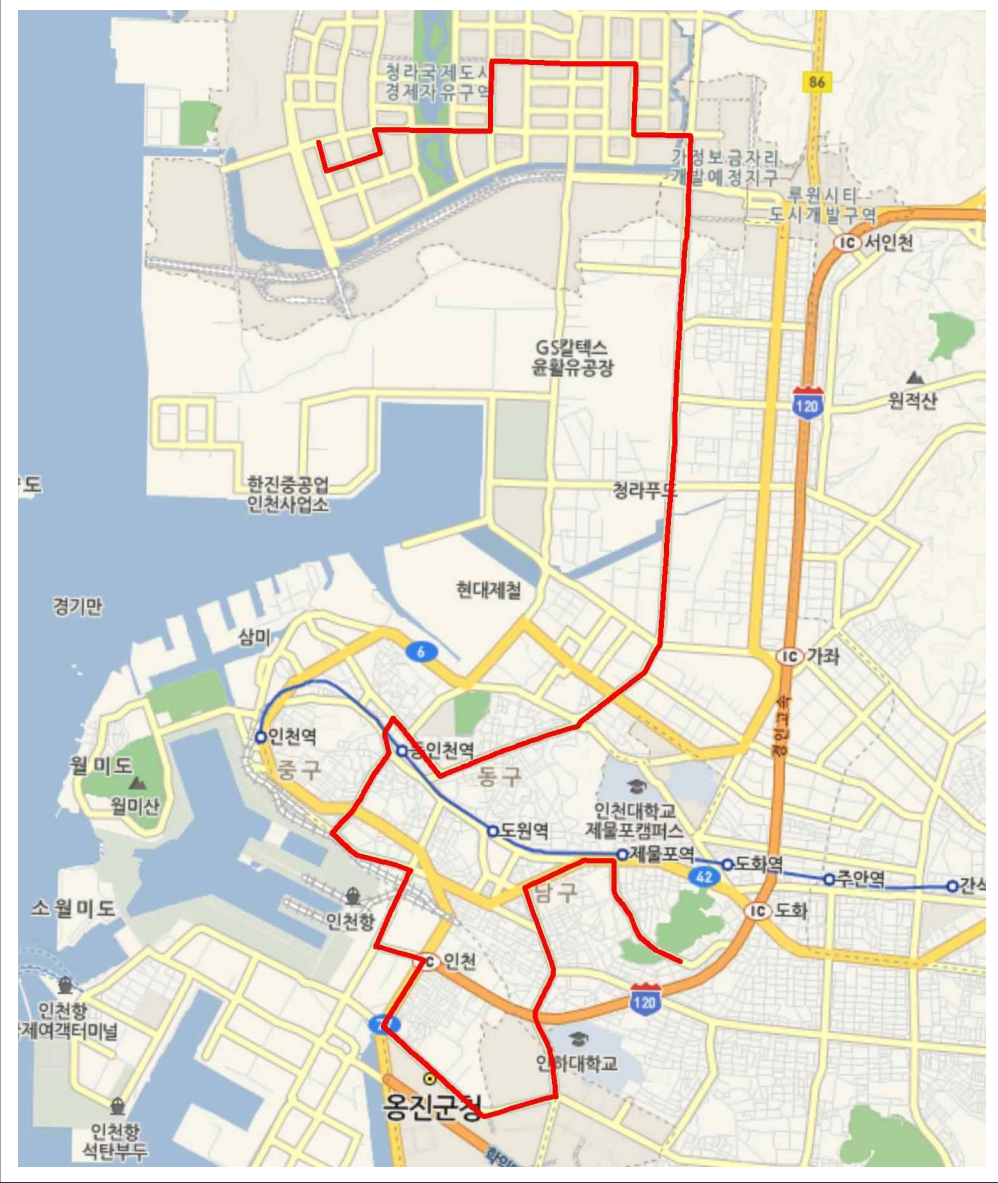 청라국제도시
경제자유구역
86
가정보금자리
개발예정지구
루원시티
도시개발구역
IC 서인천
GS칼텍스
윤활유공장
120
원적산
한진중공업
인천사업소
청라푸드
도
현대제철
경기만
삼미
6
IC 가좌
경인고속
인천역
동인천역
월미도
중구
동구
월미산
인천대학교
제물포캠퍼스
도원역
제물포역
도화역
42
주안역
간석
남구
소월미도
인천항
IC 도화
인천
120
인천항
국제여객터미널
인하대학교
옹진군청
인천항
석탄부두